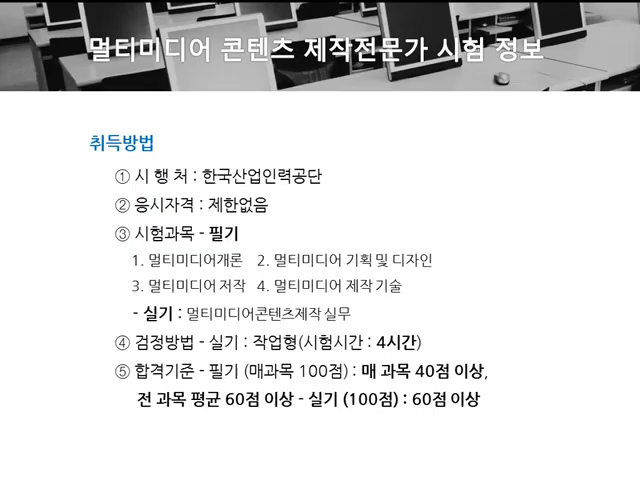 멀티미디어 콘텐츠 제작전문가 시험 정보
취득방법
① 시 행 처 : 한국산업인력공단
② 응시자격 : 제한없음
③ 시험과목 - 필기
1. 멀티미디어개론 2. 멀티미디어 기획 및 디자인
3. 멀티미디어 저작 4. 멀티미디어 제작 기술
- 실기 : 멀티미디어콘텐츠제작 실무
④ 검정방법 - 실기 : 작업형(시험시간 : 4시간)
⑤ 합격기준 - 필기 (매과목 100점) : 매 과목 40점 이상,
전 과목 평균 60점 이상 - 실기 (100점) : 60점 이상